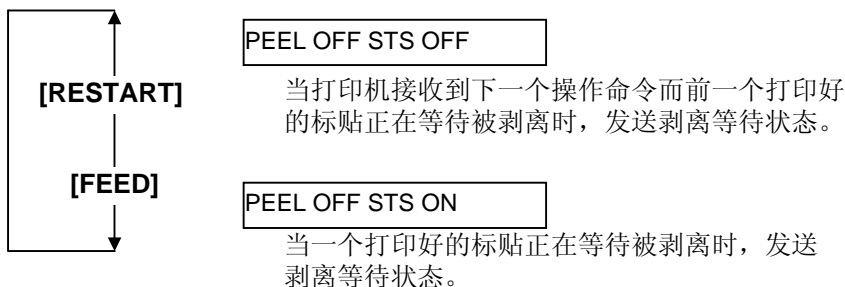 PEEL OFF STS OFF
[RESTART]
当打印机接收到下一个操作命令而前一个打印好
的标贴正在等待被剥离时，发送剥离等待状态。
[FEED]
PEEL OFF STS ON
当一个打印好的标贴正在等待被剥离时，发送
剥离等待状态。